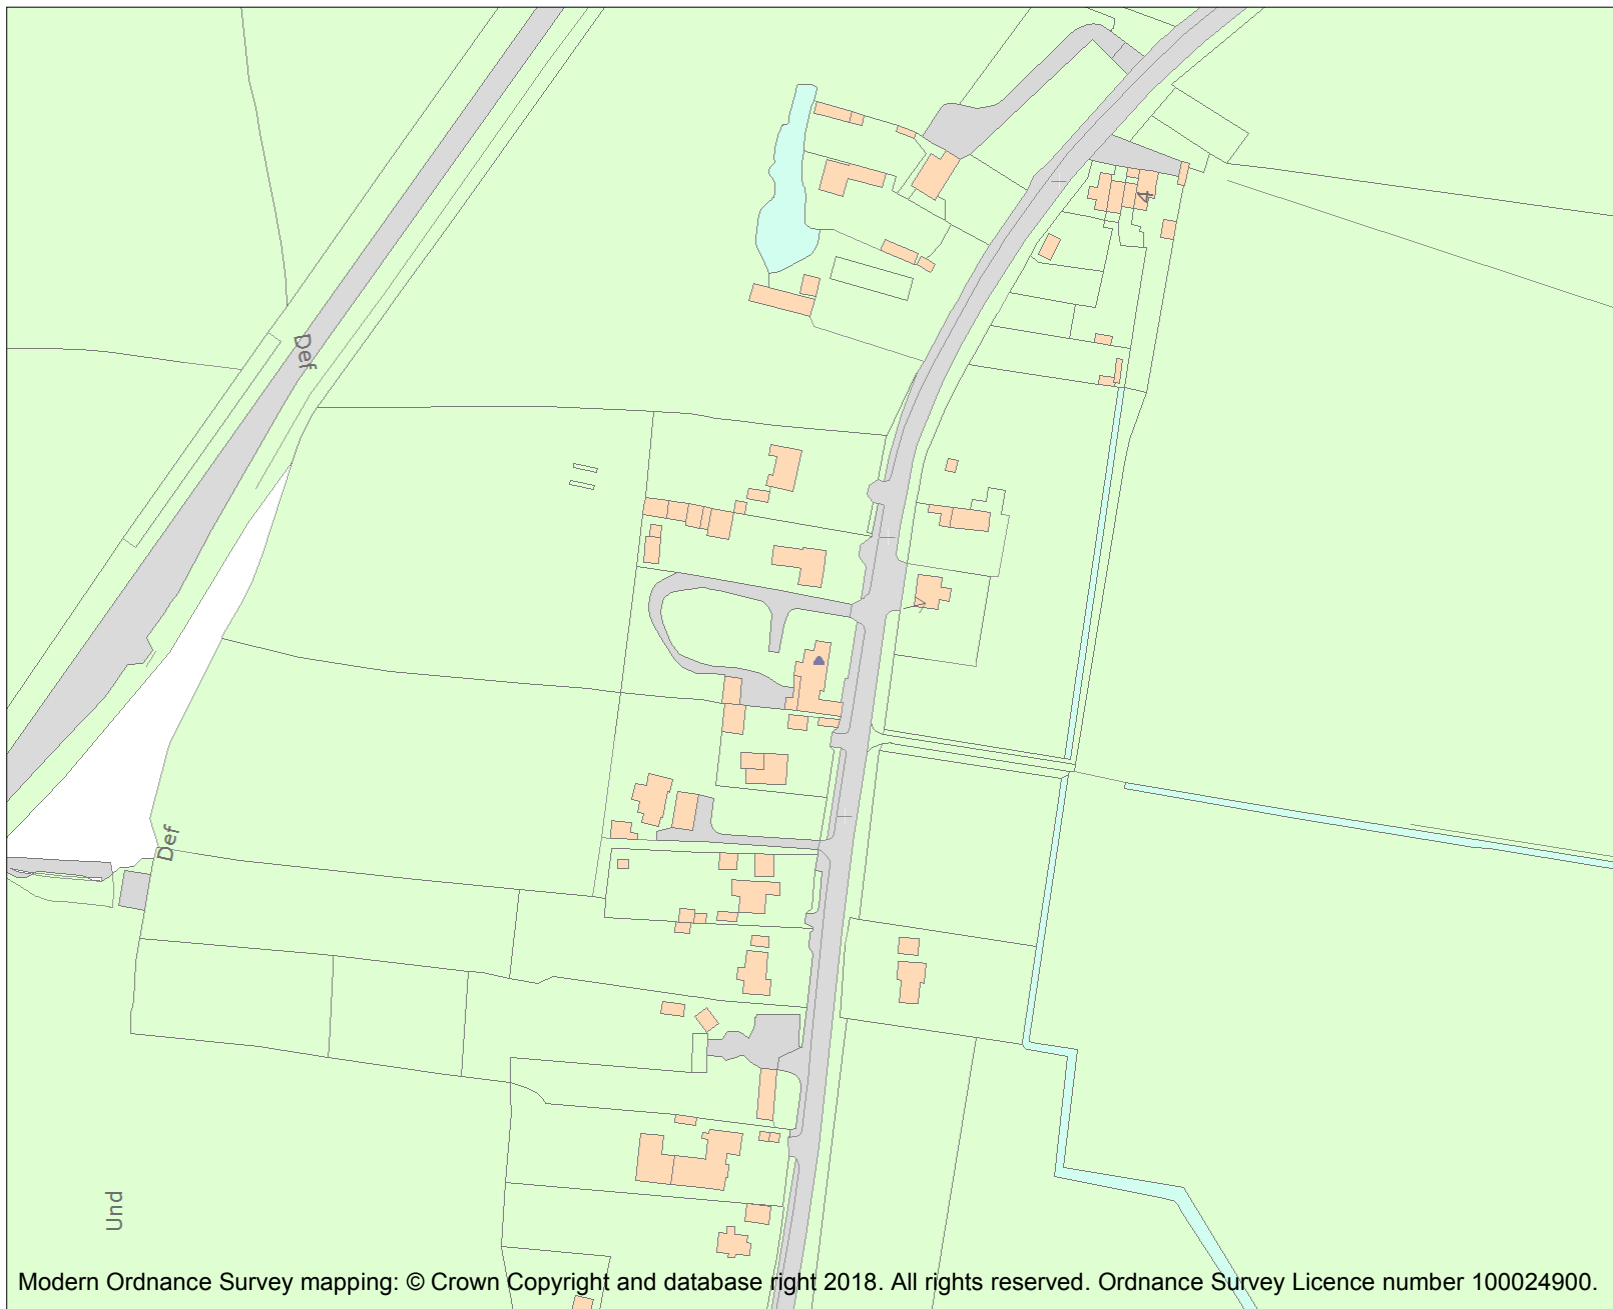 4
Def
Def
Und
Modern Ordnance Survey mapping: © Crown Copyright and database right 2018. All rights reserved. Ordnance Survey Licence number 100024900.